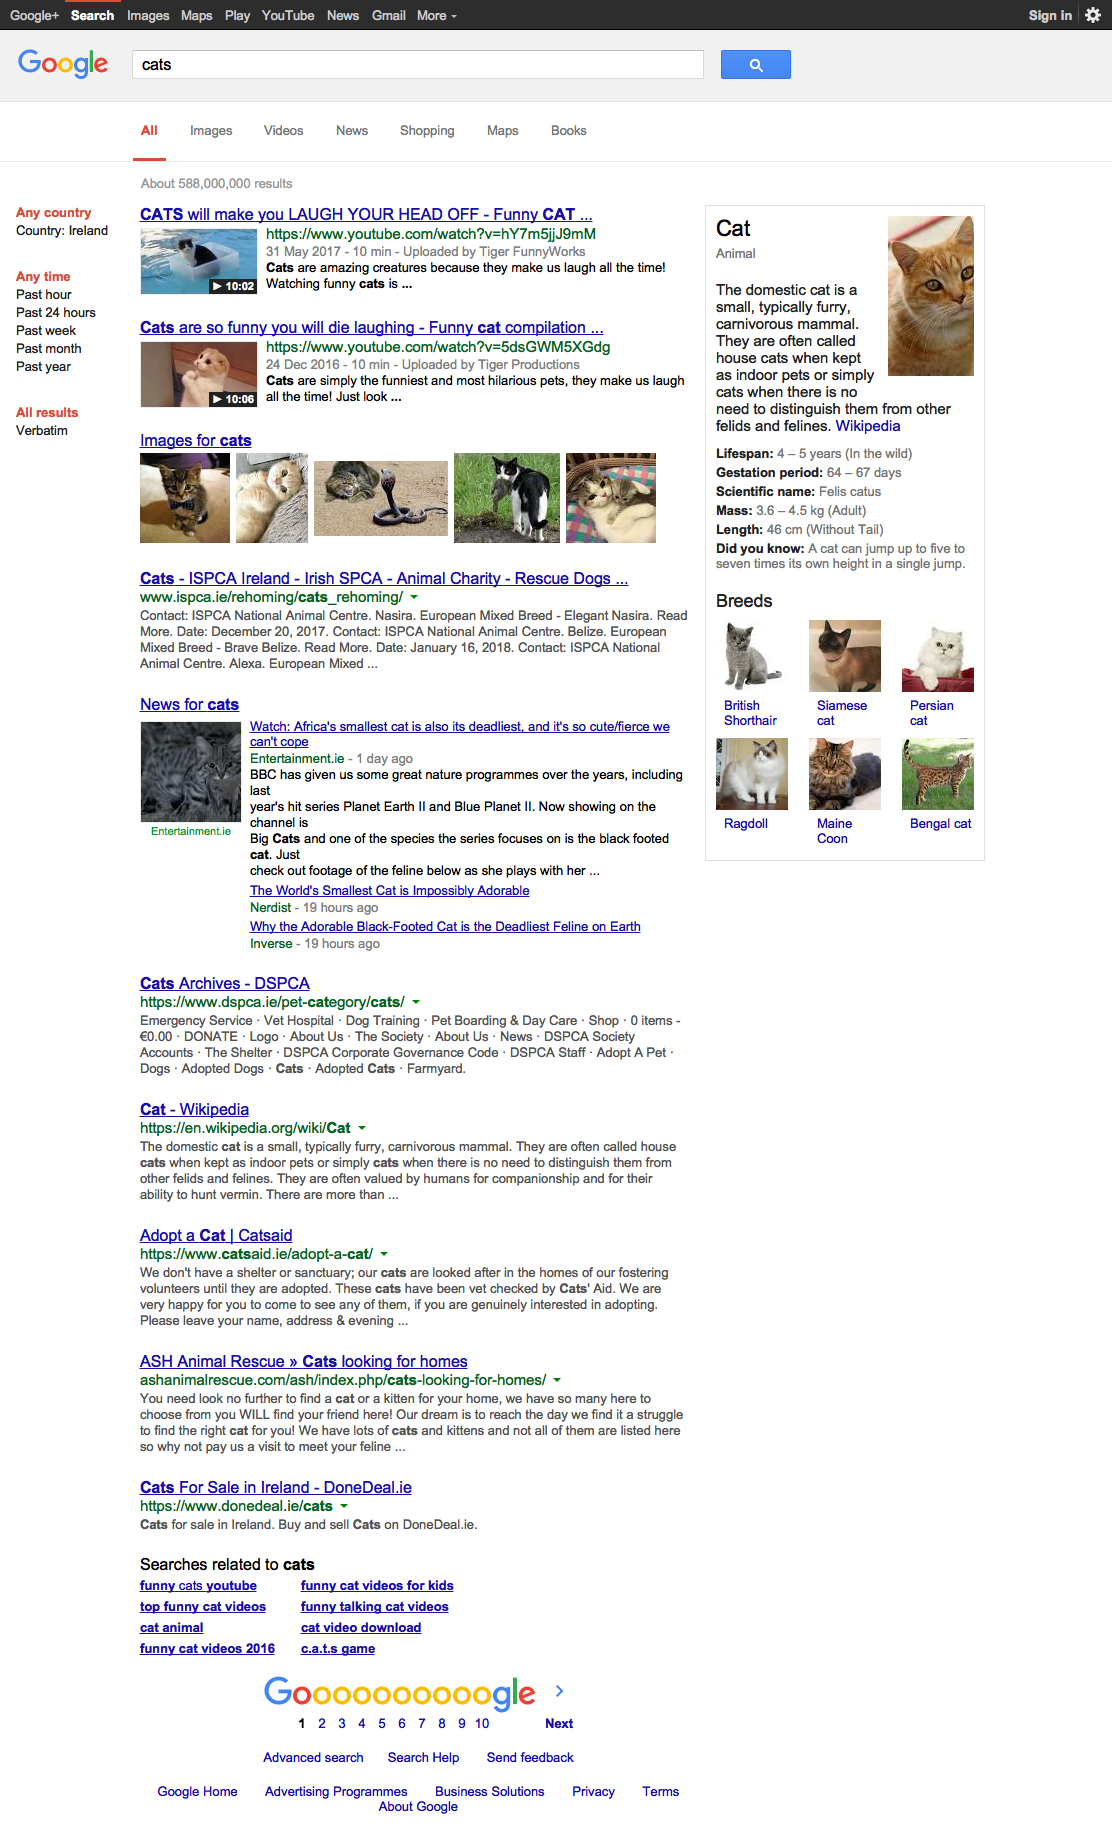 Google+ Search Images Maps Play YouTube News Gmail More Sign in
Google cats
All Images Videos News Shopping Maps Books
About 588,000,000 results
Any country
Country: Ireland
Any time
Past hour
Past 24 hours
Past week
Past month
Past year
All results
Verbatim
CATS will make you LAUGH YOUR HEAD OFF - Funny CAT ...
https://www.youtube.com/watch?v=hY7m5jjJ9mM
31 May 2017 - 10 min - Uploaded by Tiger FunnyWorks
Cats are amazing creatures because they make us laugh all the time!
Watching funny cats is ...
10:02
Cats are so funny you will die laughing - Funny cat compilation ...
https://www.youtube.com/watch?v=5dsGWM5XGdg
24 Dec 2016 - 10 min - Uploaded by Tiger Productions
Cats are simply the funniest and most hilarious pets, they make us laugh
all the time! Just look ...
10:06
Images for cats
Cats - ISPCA Ireland - Irish SPCA - Animal Charity - Rescue Dogs ...
www.ispca.ie/rehoming/cats_rehoming/
Contact: ISPCA National Animal Centre. Nasira. European Mixed Breed - Elegant Nasira. Read
More. Date: December 20, 2017. Contact: ISPCA National Animal Centre. Belize. European
Mixed Breed - Brave Belize. Read More. Date: January 16, 2018. Contact: ISPCA National
Animal Centre. Alexa. European Mixed ...
News for cats
Entertainment.ie
Watch: Africa's smallest cat is also its deadliest, and it's so cute/fierce we
can't cope
Entertainment.ie - 1 day ago
BBC has given us some great nature programmes over the years, including
last
year's hit series Planet Earth II and Blue Planet II. Now showing on the
channel is
Big Cats and one of the species the series focuses on is the black footed
cat. Just
check out footage of the feline below as she plays with her ...
The World's Smallest Cat is Impossibly Adorable
Nerdist - 19 hours ago
Why the Adorable Black-Footed Cat is the Deadliest Feline on Earth
Inverse - 19 hours ago
Cats Archives - DSPCA
https://www.dspca.ie/pet-category/cats/
Emergency Service · Vet Hospital · Dog Training · Pet Boarding & Day Care · Shop · 0 items -
€0.00 · DONATE · Logo · About Us · The Society · About Us · News · DSPCA Society
Accounts · The Shelter · DSPCA Corporate Governance Code · DSPCA Staff · Adopt A Pet ·
Dogs · Adopted Dogs · Cats · Adopted Cats · Farmyard.
Cat - Wikipedia
https://en.wikipedia.org/wiki/Cat
The domestic cat is a small, typically furry, carnivorous mammal. They are often called house
cats when kept as indoor pets or simply cats when there is no need to distinguish them from
other felids and felines. They are often valued by humans for companionship and for their
ability to hunt vermin. There are more than ...
Adopt a Cat | Catsaid
https://www.catsaid.ie/adopt-a-cat/
We don't have a shelter or sanctuary; our cats are looked after in the homes of our fostering
volunteers until they are adopted. These cats have been vet checked by Cats' Aid. We are
very happy for you to come to see any of them, if you are genuinely interested in adopting.
Please leave your name, address & evening ...
ASH Animal Rescue » Cats looking for homes
ashanimalrescue.com/ash/index.php/cats-looking-for-homes/
You need look no further to find a cat or a kitten for your home, we have so many here to
choose from you WILL find your friend here! Our dream is to reach the day we find it a struggle
to find the right cat for you! We have lots of cats and kittens and not all of them are listed here
so why not pay us a visit to meet your feline ...
Cats For Sale in Ireland - DoneDeal.ie
https://www.donedeal.ie/cats
Cats for sale in Ireland. Buy and sell Cats on DoneDeal.ie.
Searches related to cats
funny cats youtube funny cat videos for kids
top funny cat videos funny talking cat videos
cat animal cat video download
funny cat videos 2016 c.a.t.s game
Goooooooooogle
1 2 3 4 5 6 7 8 9 10 Next
Advanced search Search Help Send feedback
Google Home Advertising Programmes Business Solutions Privacy Terms
About Google
Cat
Animal
The domestic cat is a
small, typically furry,
carnivorous mammal.
They are often called
house cats when kept
as indoor pets or simply
cats when there is no
need to distinguish them from other
felids and felines. Wikipedia
Lifespan: 4 – 5 years (In the wild)
Gestation period: 64 – 67 days
Scientific name: Felis catus
Mass: 3.6 – 4.5 kg (Adult)
Length: 46 cm (Without Tail)
Did you know: A cat can jump up to five to
seven times its own height in a single jump.
Breeds
British Siamese Persian
Shorthair cat cat
Ragdoll Maine Bengal cat
Coon